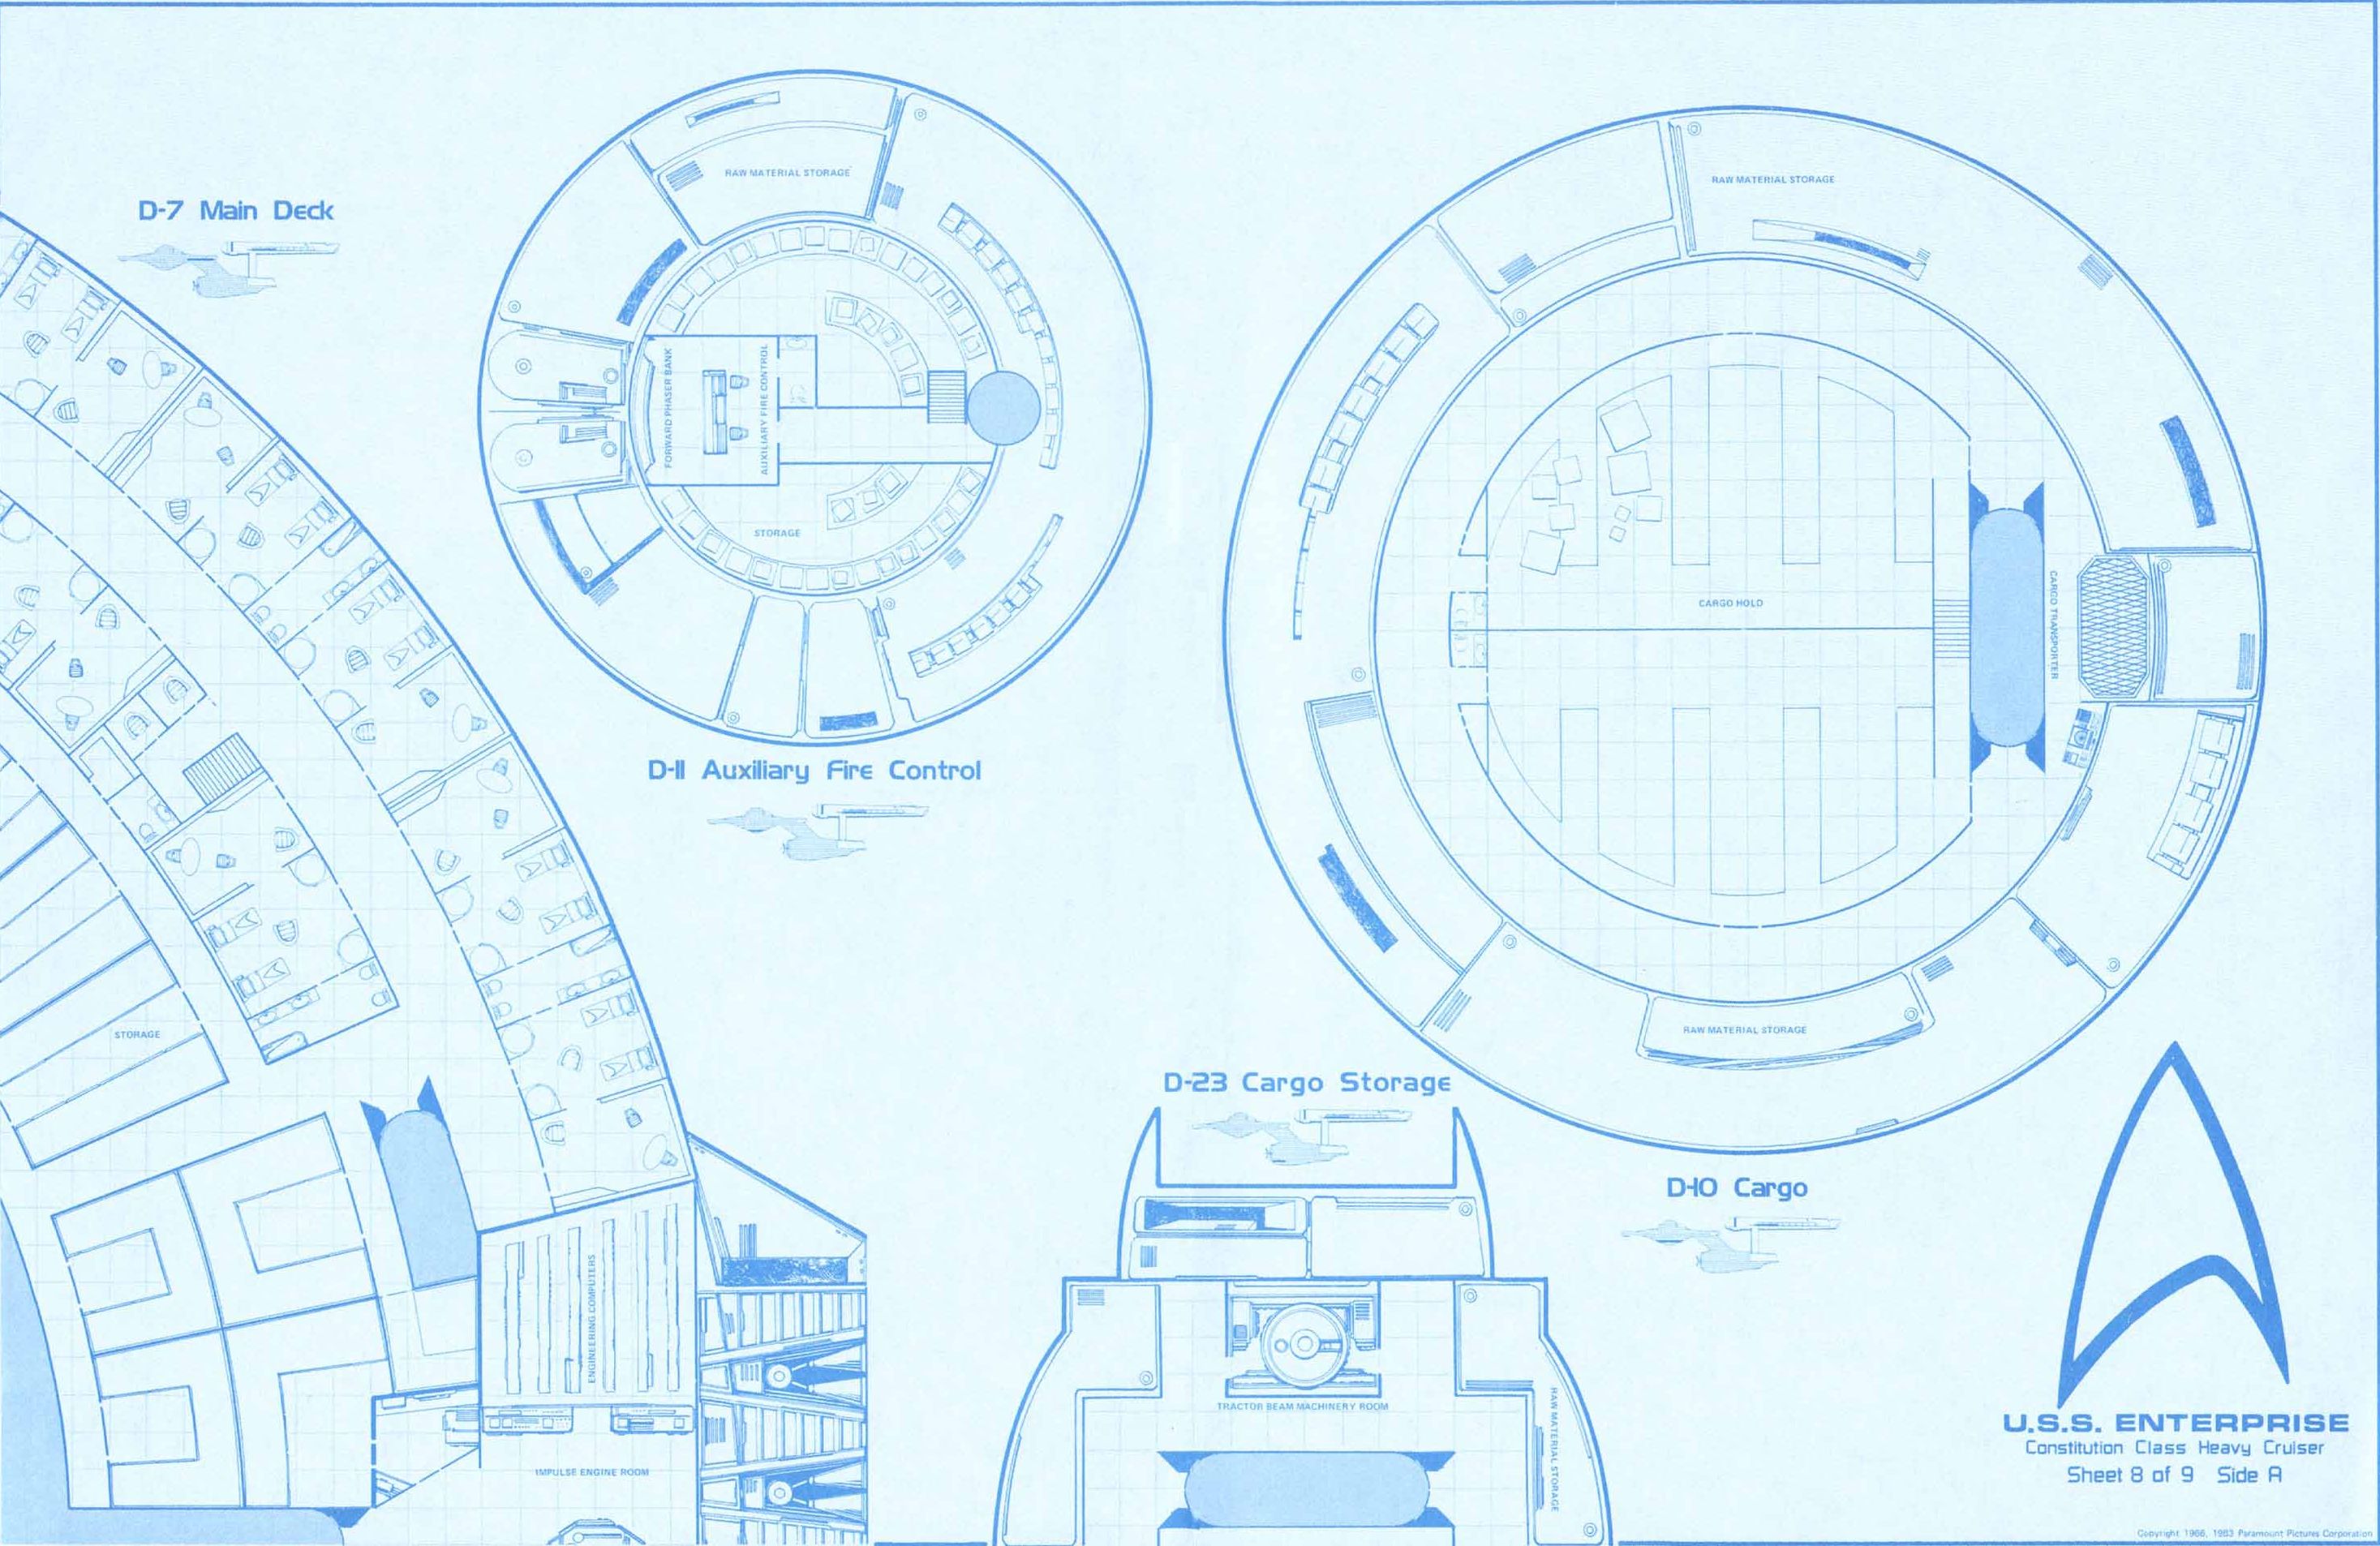 D-7 Main Deck
RAW MATERIAL STORAGE
FORWARD PHASER BANK
AUXILIARY FIRE CONTROL
STORAGE
D-11 Auxiliary Fire Control
RAW MATERIAL STORAGE
CARGO HOLD
CARGO TRANSPORTER
RAW MATERIAL STORAGE
D-10 Cargo
STORAGE
ENGINEERING COMPUTERS
IMPULSE ENGINE ROOM
D-23 Cargo Storage
TRACTOR BEAM MACHINERY ROOM
RAW MATERIAL STORAGE
U.S.S. ENTERPRISE
Constitution Class Heavy Cruiser
Sheet 8 of 9 Side A
Copyright 1966, 1983 Paramount Pictures Corporation